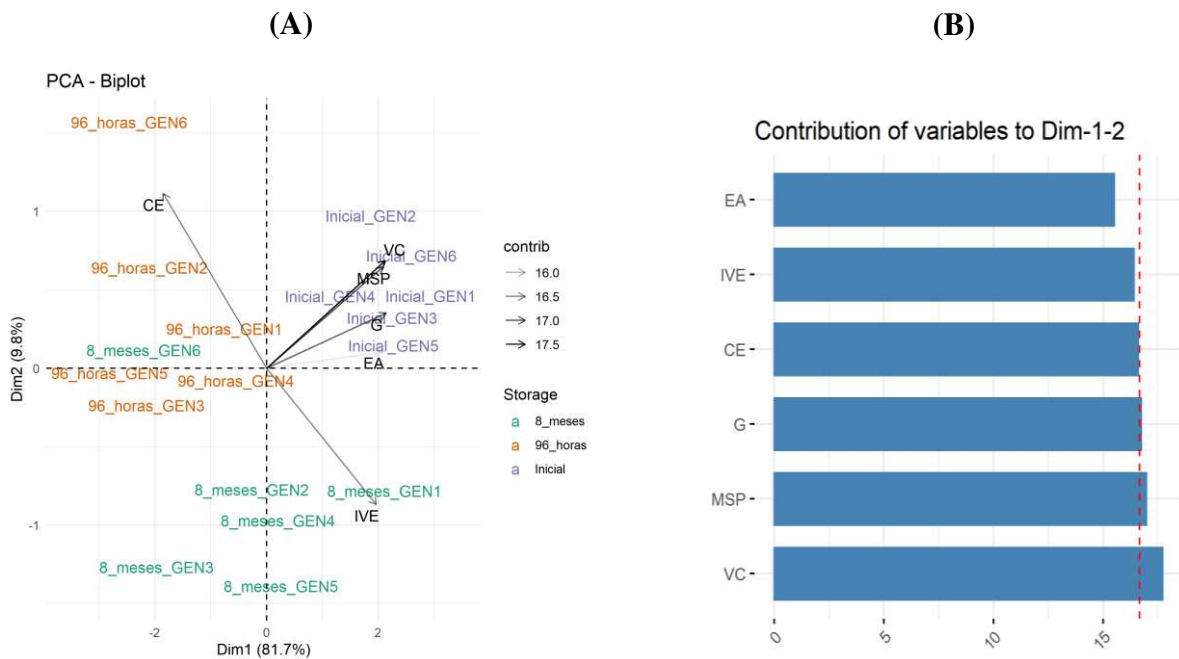 (A)
(B)
PCA - Biplot
96_horas_GEN6
CE
1
Inicial_GEN2
VC
Inicial_GEN6
MSP
96_horas_GEN2
Inicial_GEN4
Inicial_GEN1
Inicial_GEN3
G
96_horas_GEN1
8_meses_GEN6
Inicial_GEN5
EA
0
96_horas_GEN5
96_horas_GEN4
96_horas_GEN3
8_meses_GEN2
8_meses_GEN1
IVE
8_meses_GEN4
-1
8_meses_GEN3
8_meses_GEN5
-2
0
2
Dim1 (81.7%)
Dim2 (9.8%)
contrib
16.0
16.5
17.0
17.5
Storage
a 8_meses
a 96_horas
a Inicial
Contribution of variables to Dim-1-2
EA
IVE
CE
G
MSP
VC
0
5
10
15